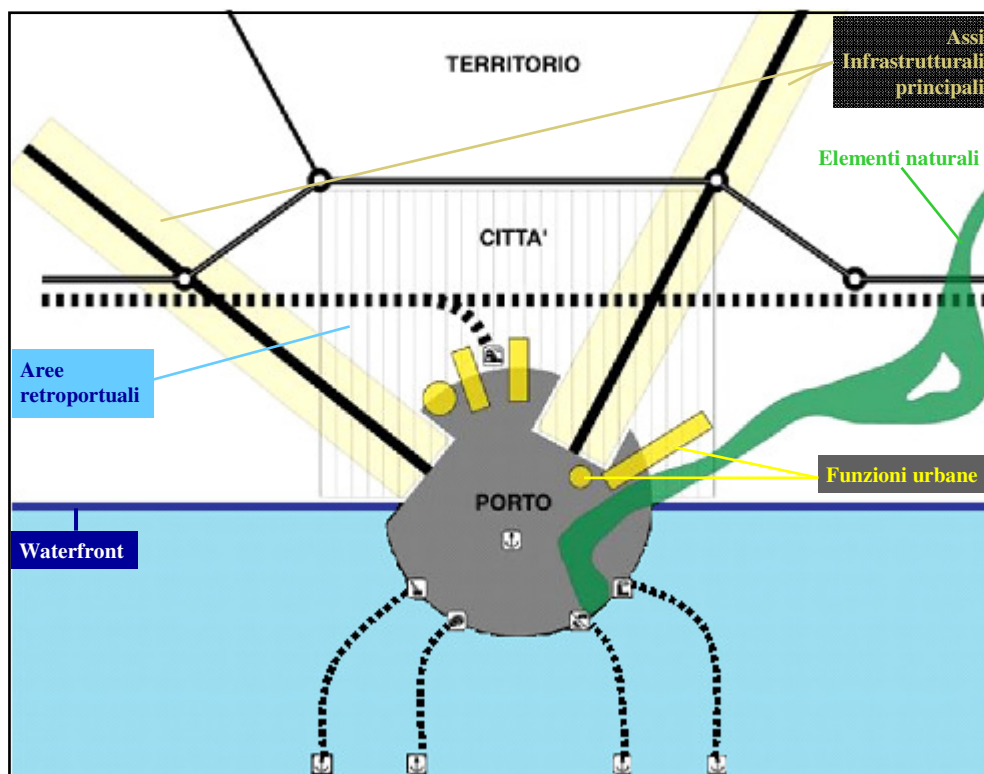 TERRITORIO
Assi
Infrastrutturali
principali
Elementi naturali
CITTA'
Aree
retroportuali
Funzioni urbane
PORTO
Waterfront